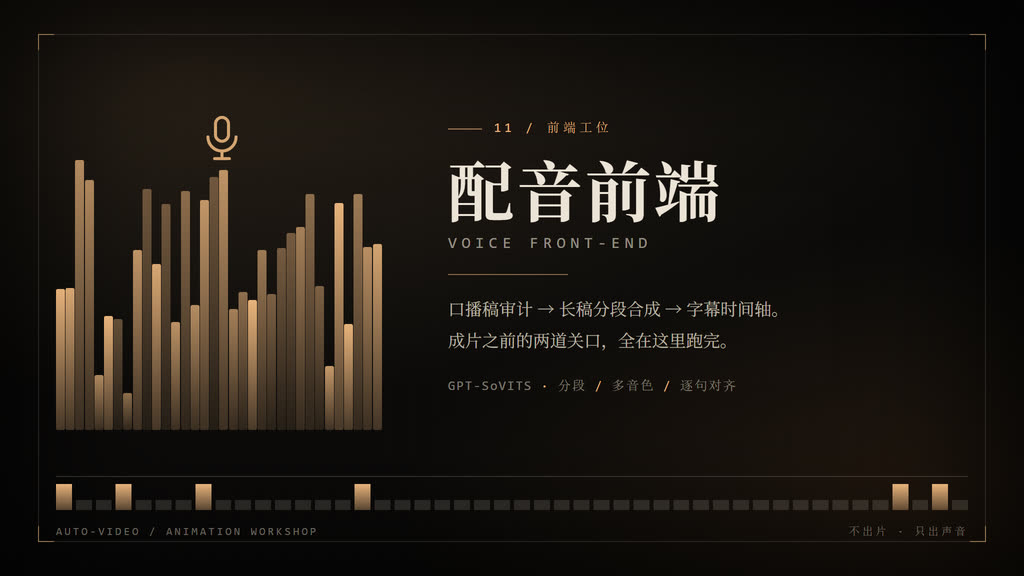 11 / 前端工位
配音前端
VOICE FRONT-END
口播稿审计 → 长稿分段合成 → 字幕时间轴。
成片之前的两道关口，全在这里跑完。
GPT-SoVITS · 分段 / 多音色 / 逐句对齐
AUTO-VIDEO / ANIMATION WORKSHOP
不出片 · 只出声音